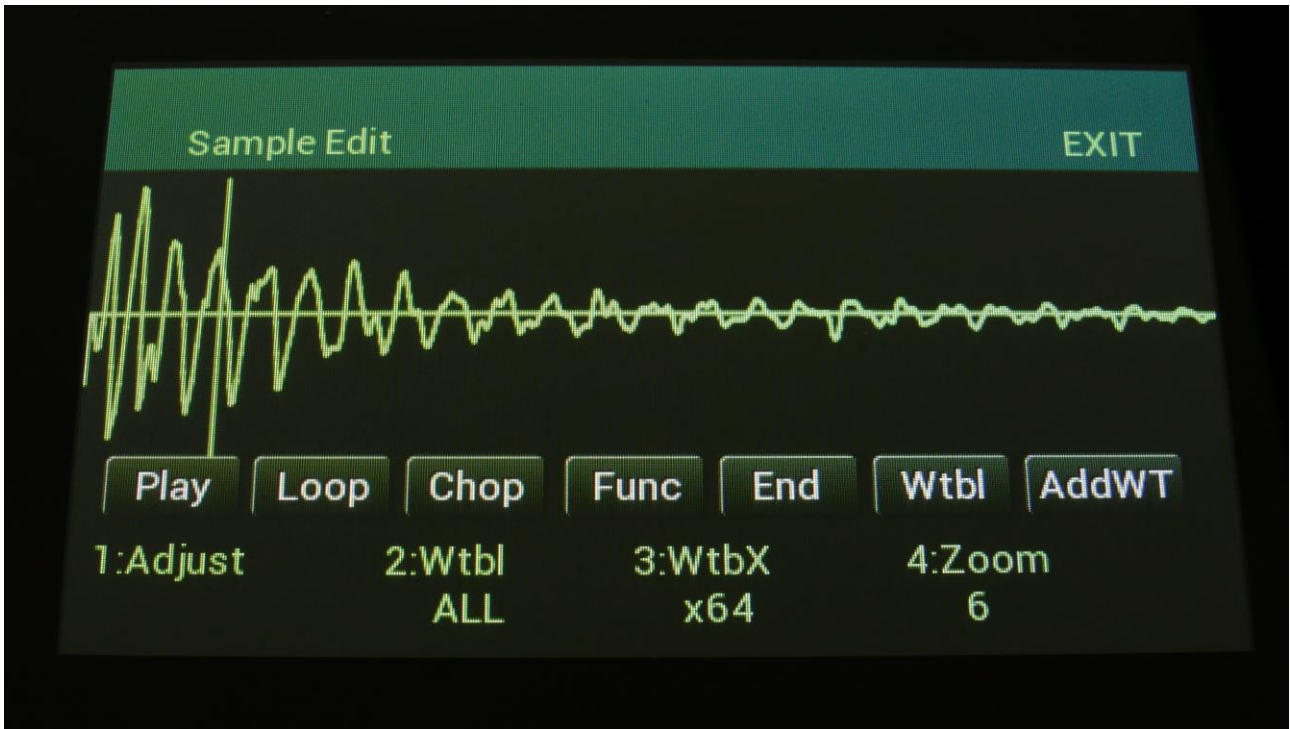 Sample Edit EXIT
Play Loop Chop Func End Wtbl AddWT
1:Adjust 2:Wtbl 3:WtbX 4:Zoom
ALL x64 6